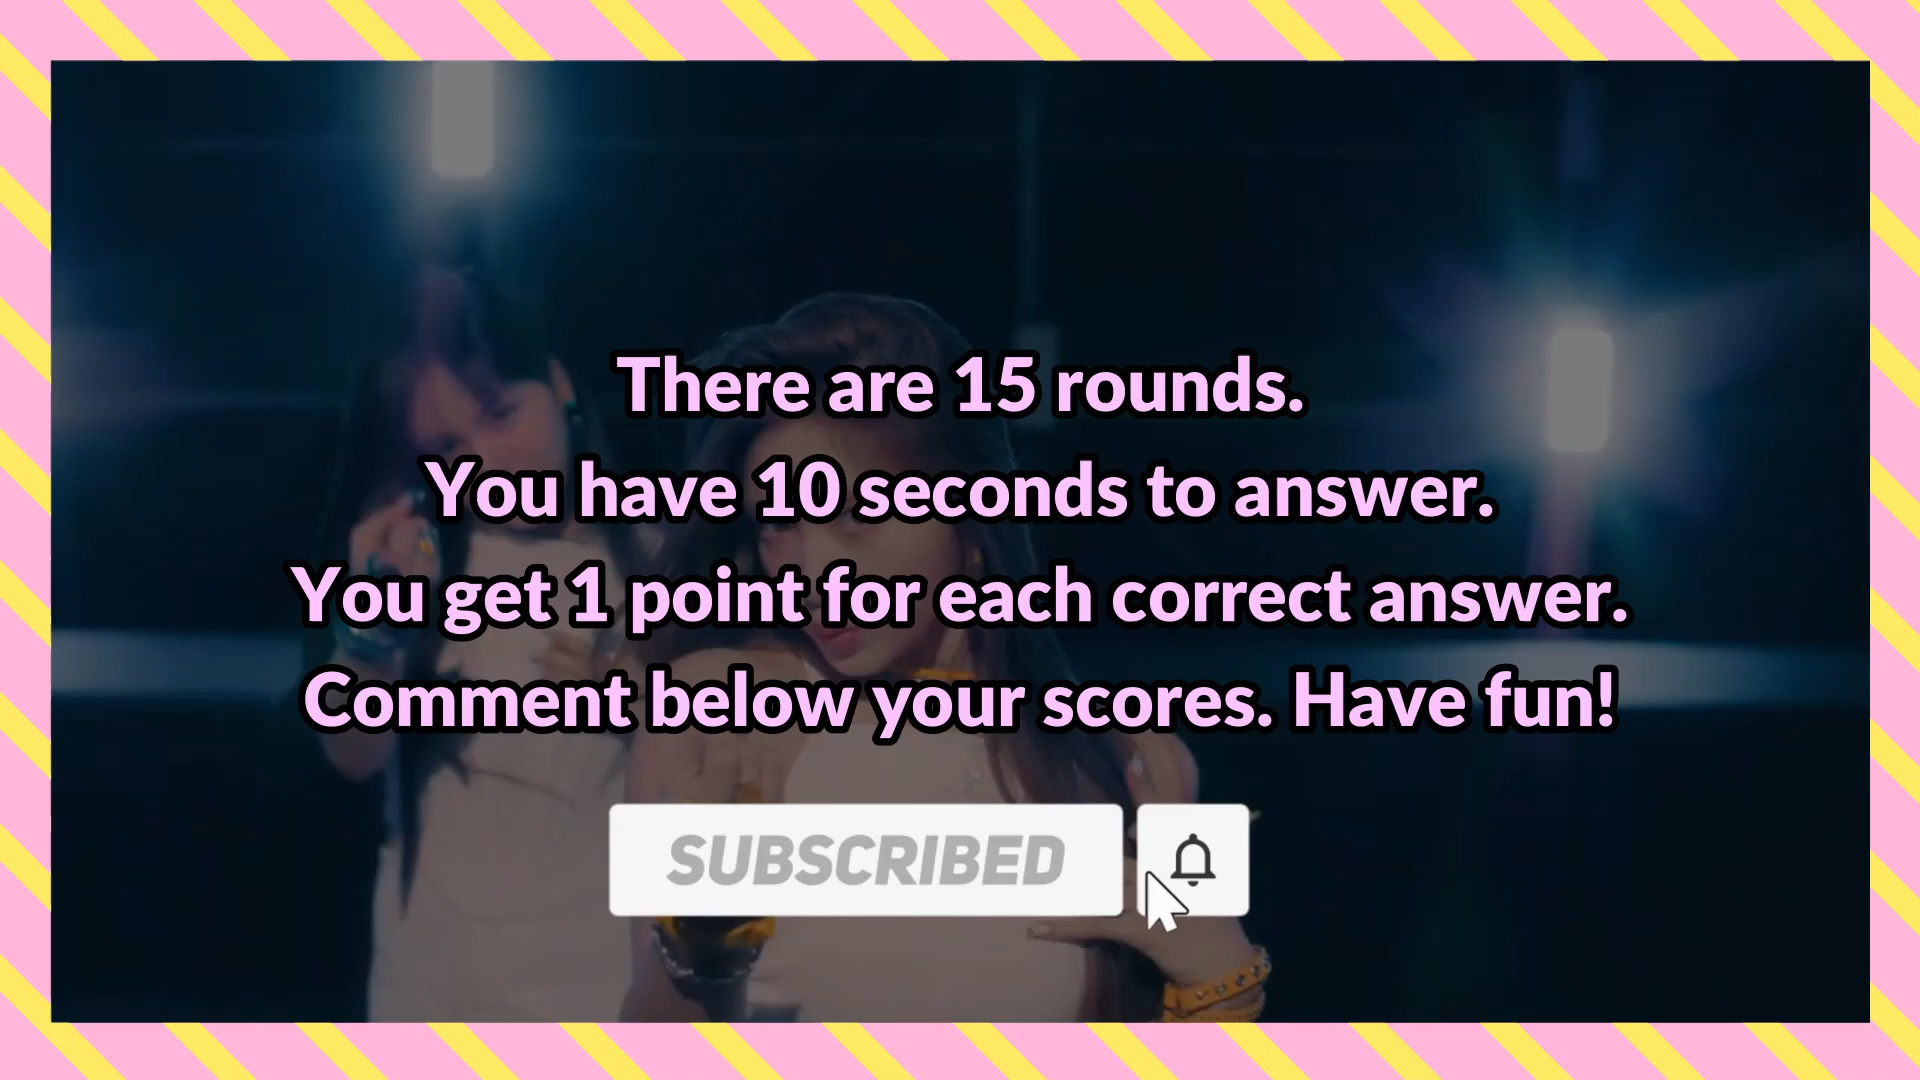 There are 15 rounds.
You have 10 seconds to answer.
You get 1 point for each correct answer.
Comment below your scores. Have fun!
SUBSCRIBED